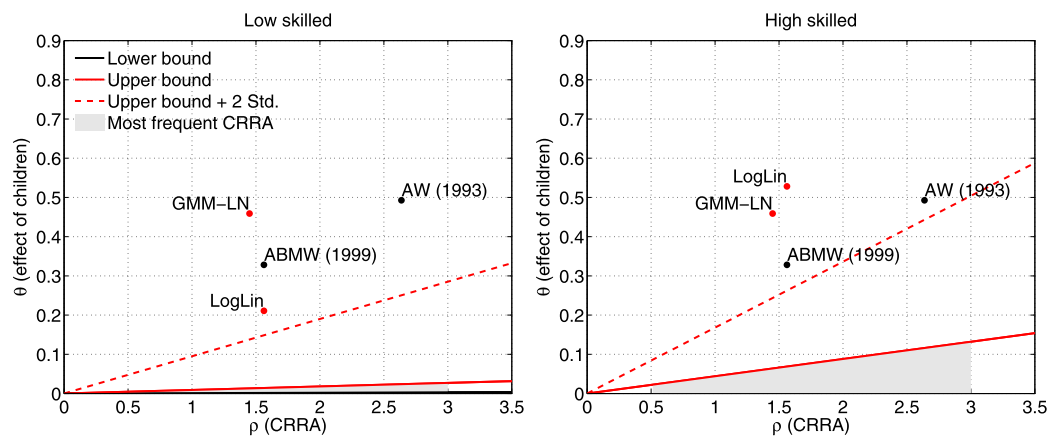 Low skilled
0.9
0.8
0.7
0.6
0.5
0.4
0.3
0.2
0.1
0
θ (effect of children)
Lower bound
Upper bound
Upper bound + 2 Std.
Most frequent CRRA
AW (1993)
GMM−LN
ABMW (1999)
LogLin
0 0.5 1 1.5 2 2.5 3 3.5
ρ (CRRA)
High skilled
0.9
0.8
0.7
0.6
0.5
0.4
0.3
0.2
0.1
0
θ (effect of children)
LogLin
AW (1993)
GMM−LN
ABMW (1999)
0 0.5 1 1.5 2 2.5 3 3.5
ρ (CRRA)